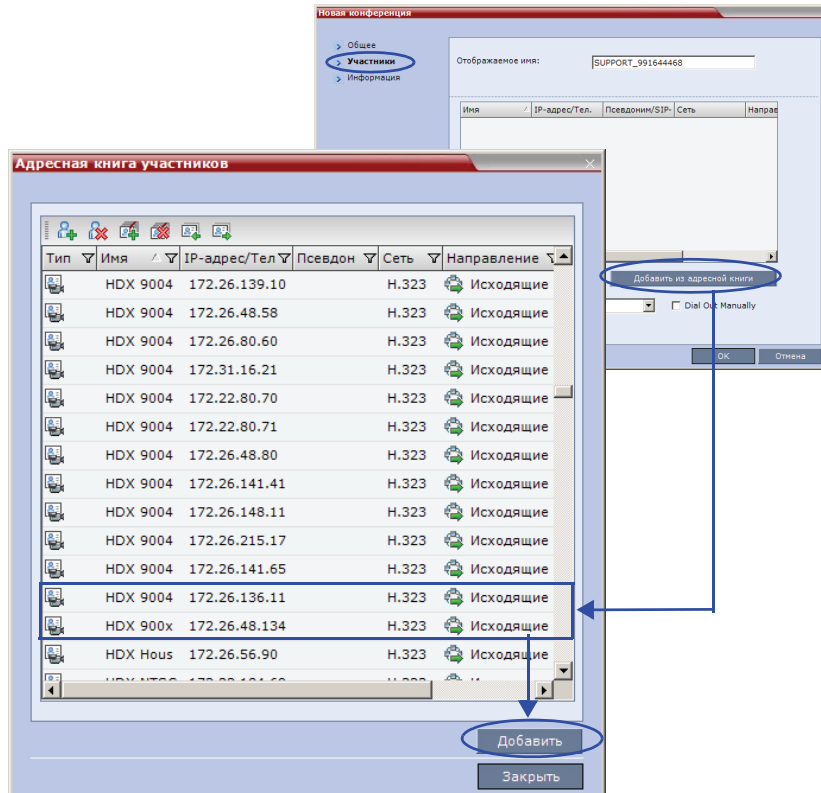 Новая конференция
Общее
Участники
Информация
Отображаемое имя: SUPPORT_991644468
Имя IP-адрес/Тел. Псевдоним/SIP- Сеть Направ
Добавить из адресной книги
Dial Out Manually
OK Отмена
Адресная книга участников
Тип Имя IP-адрес/Тел Псевдон Сеть Направление
HDX 9004 172.26.139.10 H.323 Исходящие
HDX 9004 172.26.48.58 H.323 Исходящие
HDX 9004 172.26.80.60 H.323 Исходящие
HDX 9004 172.31.16.21 H.323 Исходящие
HDX 9004 172.22.80.70 H.323 Исходящие
HDX 9004 172.22.80.71 H.323 Исходящие
HDX 9004 172.26.48.80 H.323 Исходящие
HDX 9004 172.26.141.41 H.323 Исходящие
HDX 9004 172.26.148.11 H.323 Исходящие
HDX 9004 172.26.215.17 H.323 Исходящие
HDX 9004 172.26.141.65 H.323 Исходящие
HDX 9004 172.26.136.11 H.323 Исходящие
HDX 900x 172.26.48.134 H.323 Исходящие
HDX Hous 172.26.56.90 H.323 Исходящие
Добавить
Закрыть